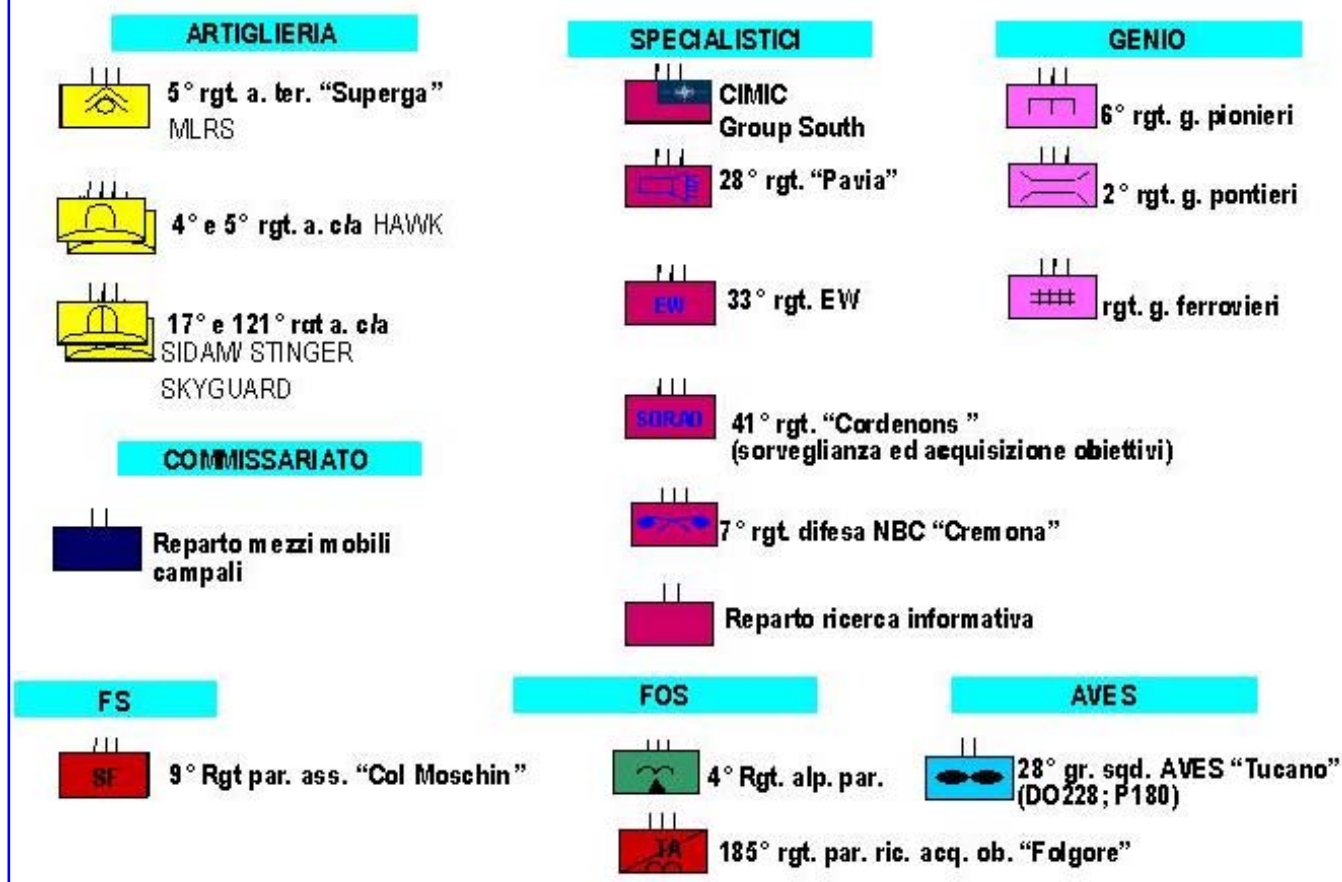 ARTIGLIERIA
5° rgt. a. ter. “Superga”
MLRS
4° e 5° rgt. a. c/a HAWK
17° e 121° rgt a. c/a
SIDAM/ STINGER
SKYGUARD
COMMISSARIATO
Reparto mezzi mobili
campali
SPECIALISTICI
CIMIC
Group South
28° rgt. “Pavia”
EW
33° rgt. EW
SORAO
41° rgt. “Cordenons”
(sorveglianza ed acquisizione obiettivi)
7° rgt. difesa NBC “Cremona”
Reparto ricerca informativa
GENIO
6° rgt. g. pionieri
2° rgt. g. pontieri
rgt. g. ferrovieri
FS
SF
9° Rgt par. ass. “Col Moschin”
FOS
4° Rgt. alp. par.
TA
185° rgt. par. ric. acq. ob. “Folgore”
AVES
28° gr. sqd. AVES “Tucano”
(DO228; P180)